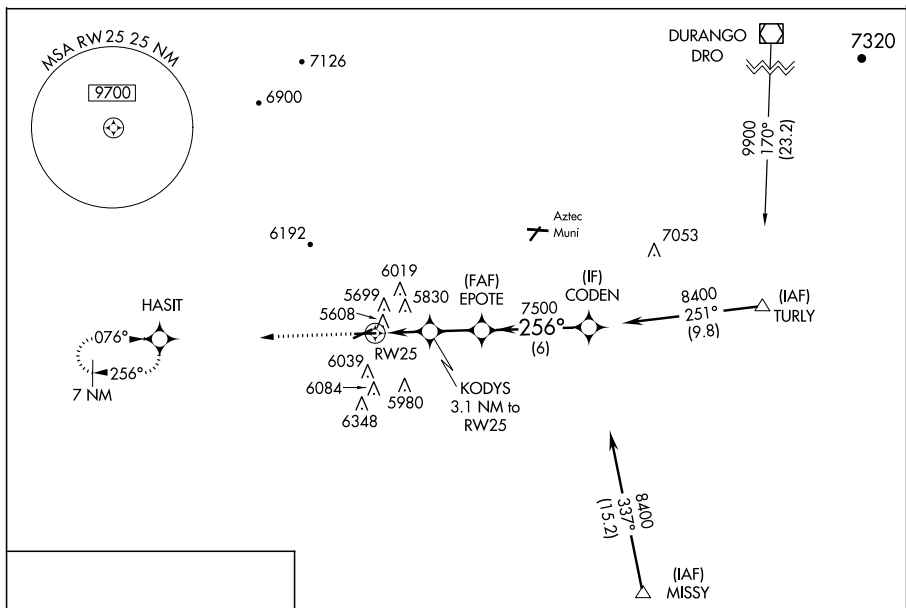 MSA RW25 25 NM
9700
7126
6900
DURANGO
DRO
7320
9900
170°
(23.2)
Aztec
Muni
6192
7053
6019
5699
5830
5608
(FAF)
EPOTE
7500
256°
(6)
(IF)
CODEN
8400
251°
(9.8)
(IAF)
TURLY
HASIT
076°
256°
7 NM
RW25
6039
6084
5980
6348
KODYS
3.1 NM to
RW25
8400
337°
(15.2)
(IAF)
MISSY